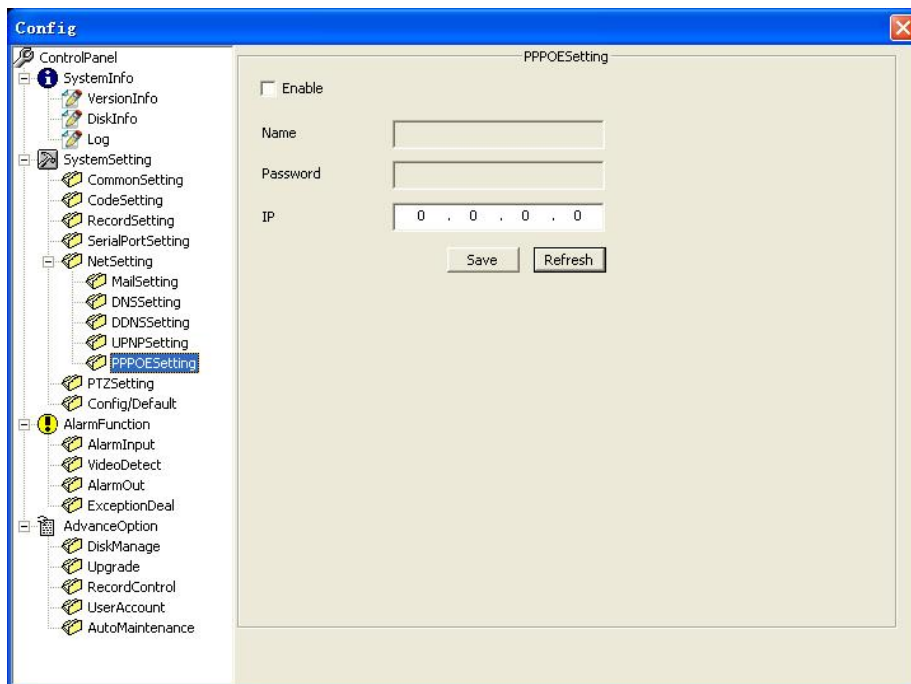 Config
ControlPanel
SystemInfo
VersionInfo
DiskInfo
Log
SystemSetting
CommonSetting
CodeSetting
RecordSetting
SerialPortSetting
NetSetting
MailSetting
DNSSetting
DDNSSetting
UPNPSetting
PPPOESetting
PTZSetting
Config/Default
AlarmFunction
AlarmInput
VideoDetect
AlarmOut
ExceptionDeal
AdvanceOption
DiskManage
Upgrade
RecordControl
UserAccount
AutoMaintenance
PPPOESetting
Enable
Name
Password
IP 0 . 0 . 0 . 0
Save Refresh